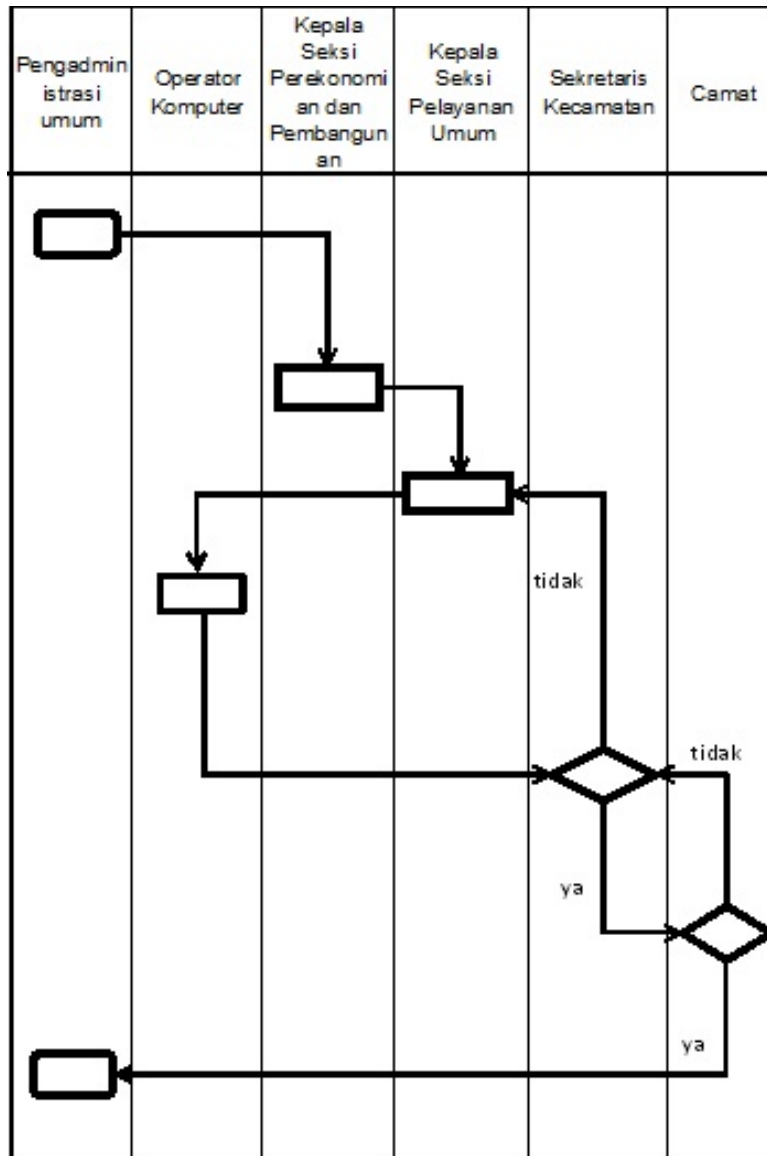 Pengadmin
istrasi
umum
Operator
Komputer
Kepala
Seksi
Perekonomi
an dan
Pembangun
an
Kepala
Seksi
Pelayanan
Umum
Sekretaris
Kecamatan
Camat
tidak
tidak
ya
ya